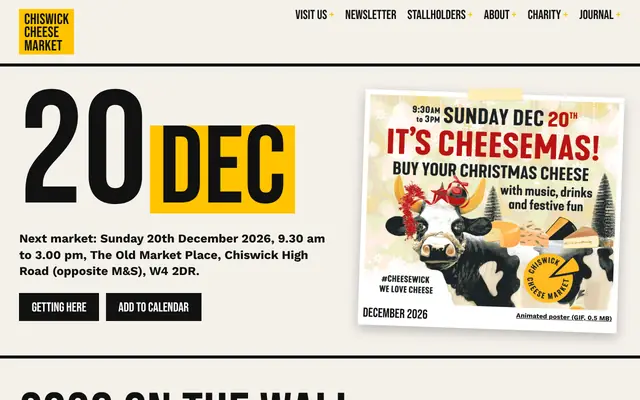 CHISWICK
CHEESE
MARKET
VISIT US +
NEWSLETTER
STALLHOLDERS +
ABOUT +
CHARITY +
JOURNAL +
20 DEC
Next market: Sunday 20th December 2026, 9.30 am
to 3.00 pm, The Old Market Place, Chiswick High
Road (opposite M&S), W4 2DR.
GETTING HERE
ADD TO CALENDAR
9:30AM
to 3PM
SUNDAY DEC 20TH
IT'S CHEESEMAS!
BUY YOUR CHRISTMAS CHEESE
with music, drinks
and festive fun
#CHEESEWICK
WE LOVE CHEESE
CHISWICK
CHEESE MARKET
DECEMBER 2026
Animated poster (GIF, 0.5 MB)